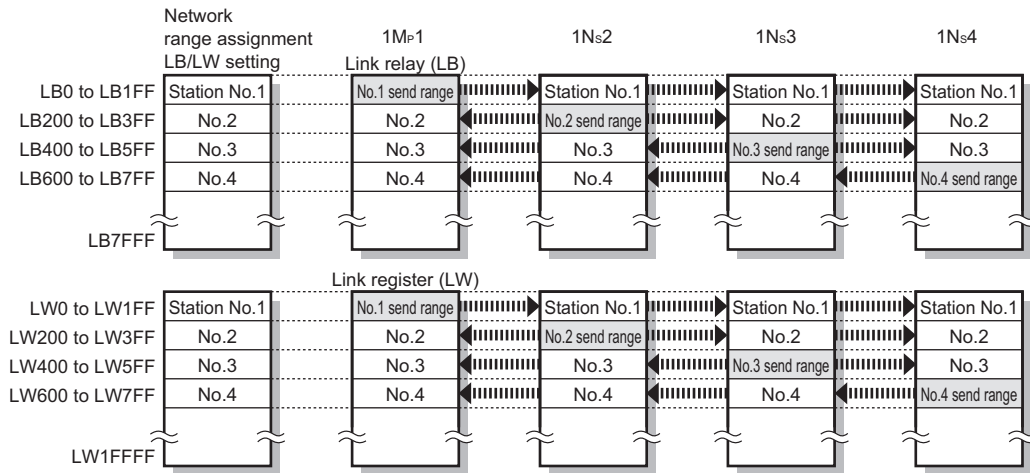 Network
range assignment
LB/LW setting
1MP1
1NS2
1NS3
1NS4
Link relay (LB)
LB0 to LB1FF Station No.1 No.1 send range Station No.1 Station No.1 Station No.1
LB200 to LB3FF No.2 No.2 No.2 send range No.2 No.2
LB400 to LB5FF No.3 No.3 No.3 No.3 send range No.3
LB600 to LB7FF No.4 No.4 No.4 No.4 No.4 send range
LB7FFF
Link register (LW)
LW0 to LW1FF Station No.1 No.1 send range Station No.1 Station No.1 Station No.1
LW200 to LW3FF No.2 No.2 No.2 send range No.2 No.2
LW400 to LW5FF No.3 No.3 No.3 No.3 send range No.3
LW600 to LW7FF No.4 No.4 No.4 No.4 No.4 send range
LW1FFFF